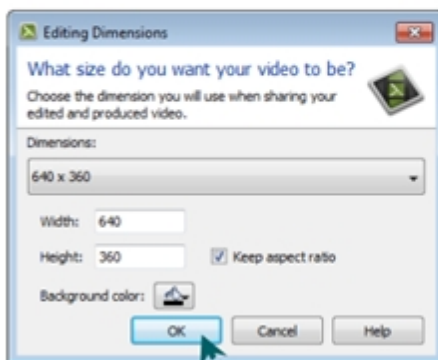 Editing Dimensions
What size do you want your video to be?
Choose the dimension you will use when sharing your
edited and produced video.
Dimensions:
640 x 360
Width: 640
Height: 360 Keep aspect ratio
Background color:
OK Cancel Help